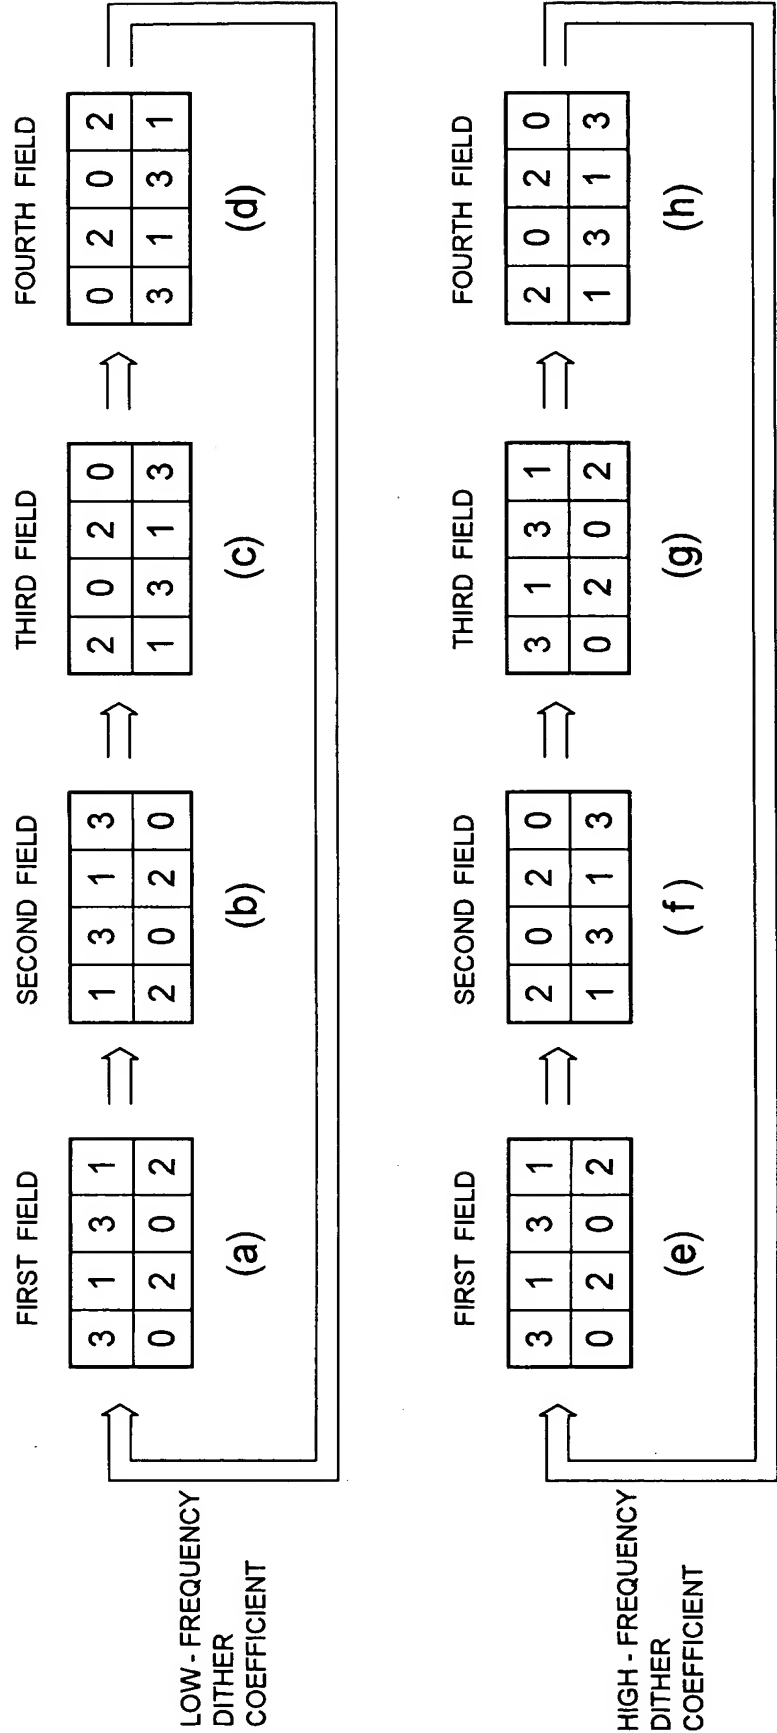 FIRST FIELD SECOND FIELD THIRD FIELD FOURTH FIELD
3 1 3 1 1 3 1 3 2 0 2 0 0 2 0 2
0 2 0 2 2 0 2 0 1 3 1 3 3 1 3 1
(a) (b) (c) (d)
LOW - FREQUENCY
DITHER
COEFFICIENT
FIRST FIELD SECOND FIELD THIRD FIELD FOURTH FIELD
3 1 3 1 2 0 2 0 3 1 3 1 2 0 2 0
0 2 0 2 1 3 1 3 0 2 0 2 1 3 1 3
(e) (f) (g) (h)
HIGH - FREQUENCY
DITHER
COEFFICIENT